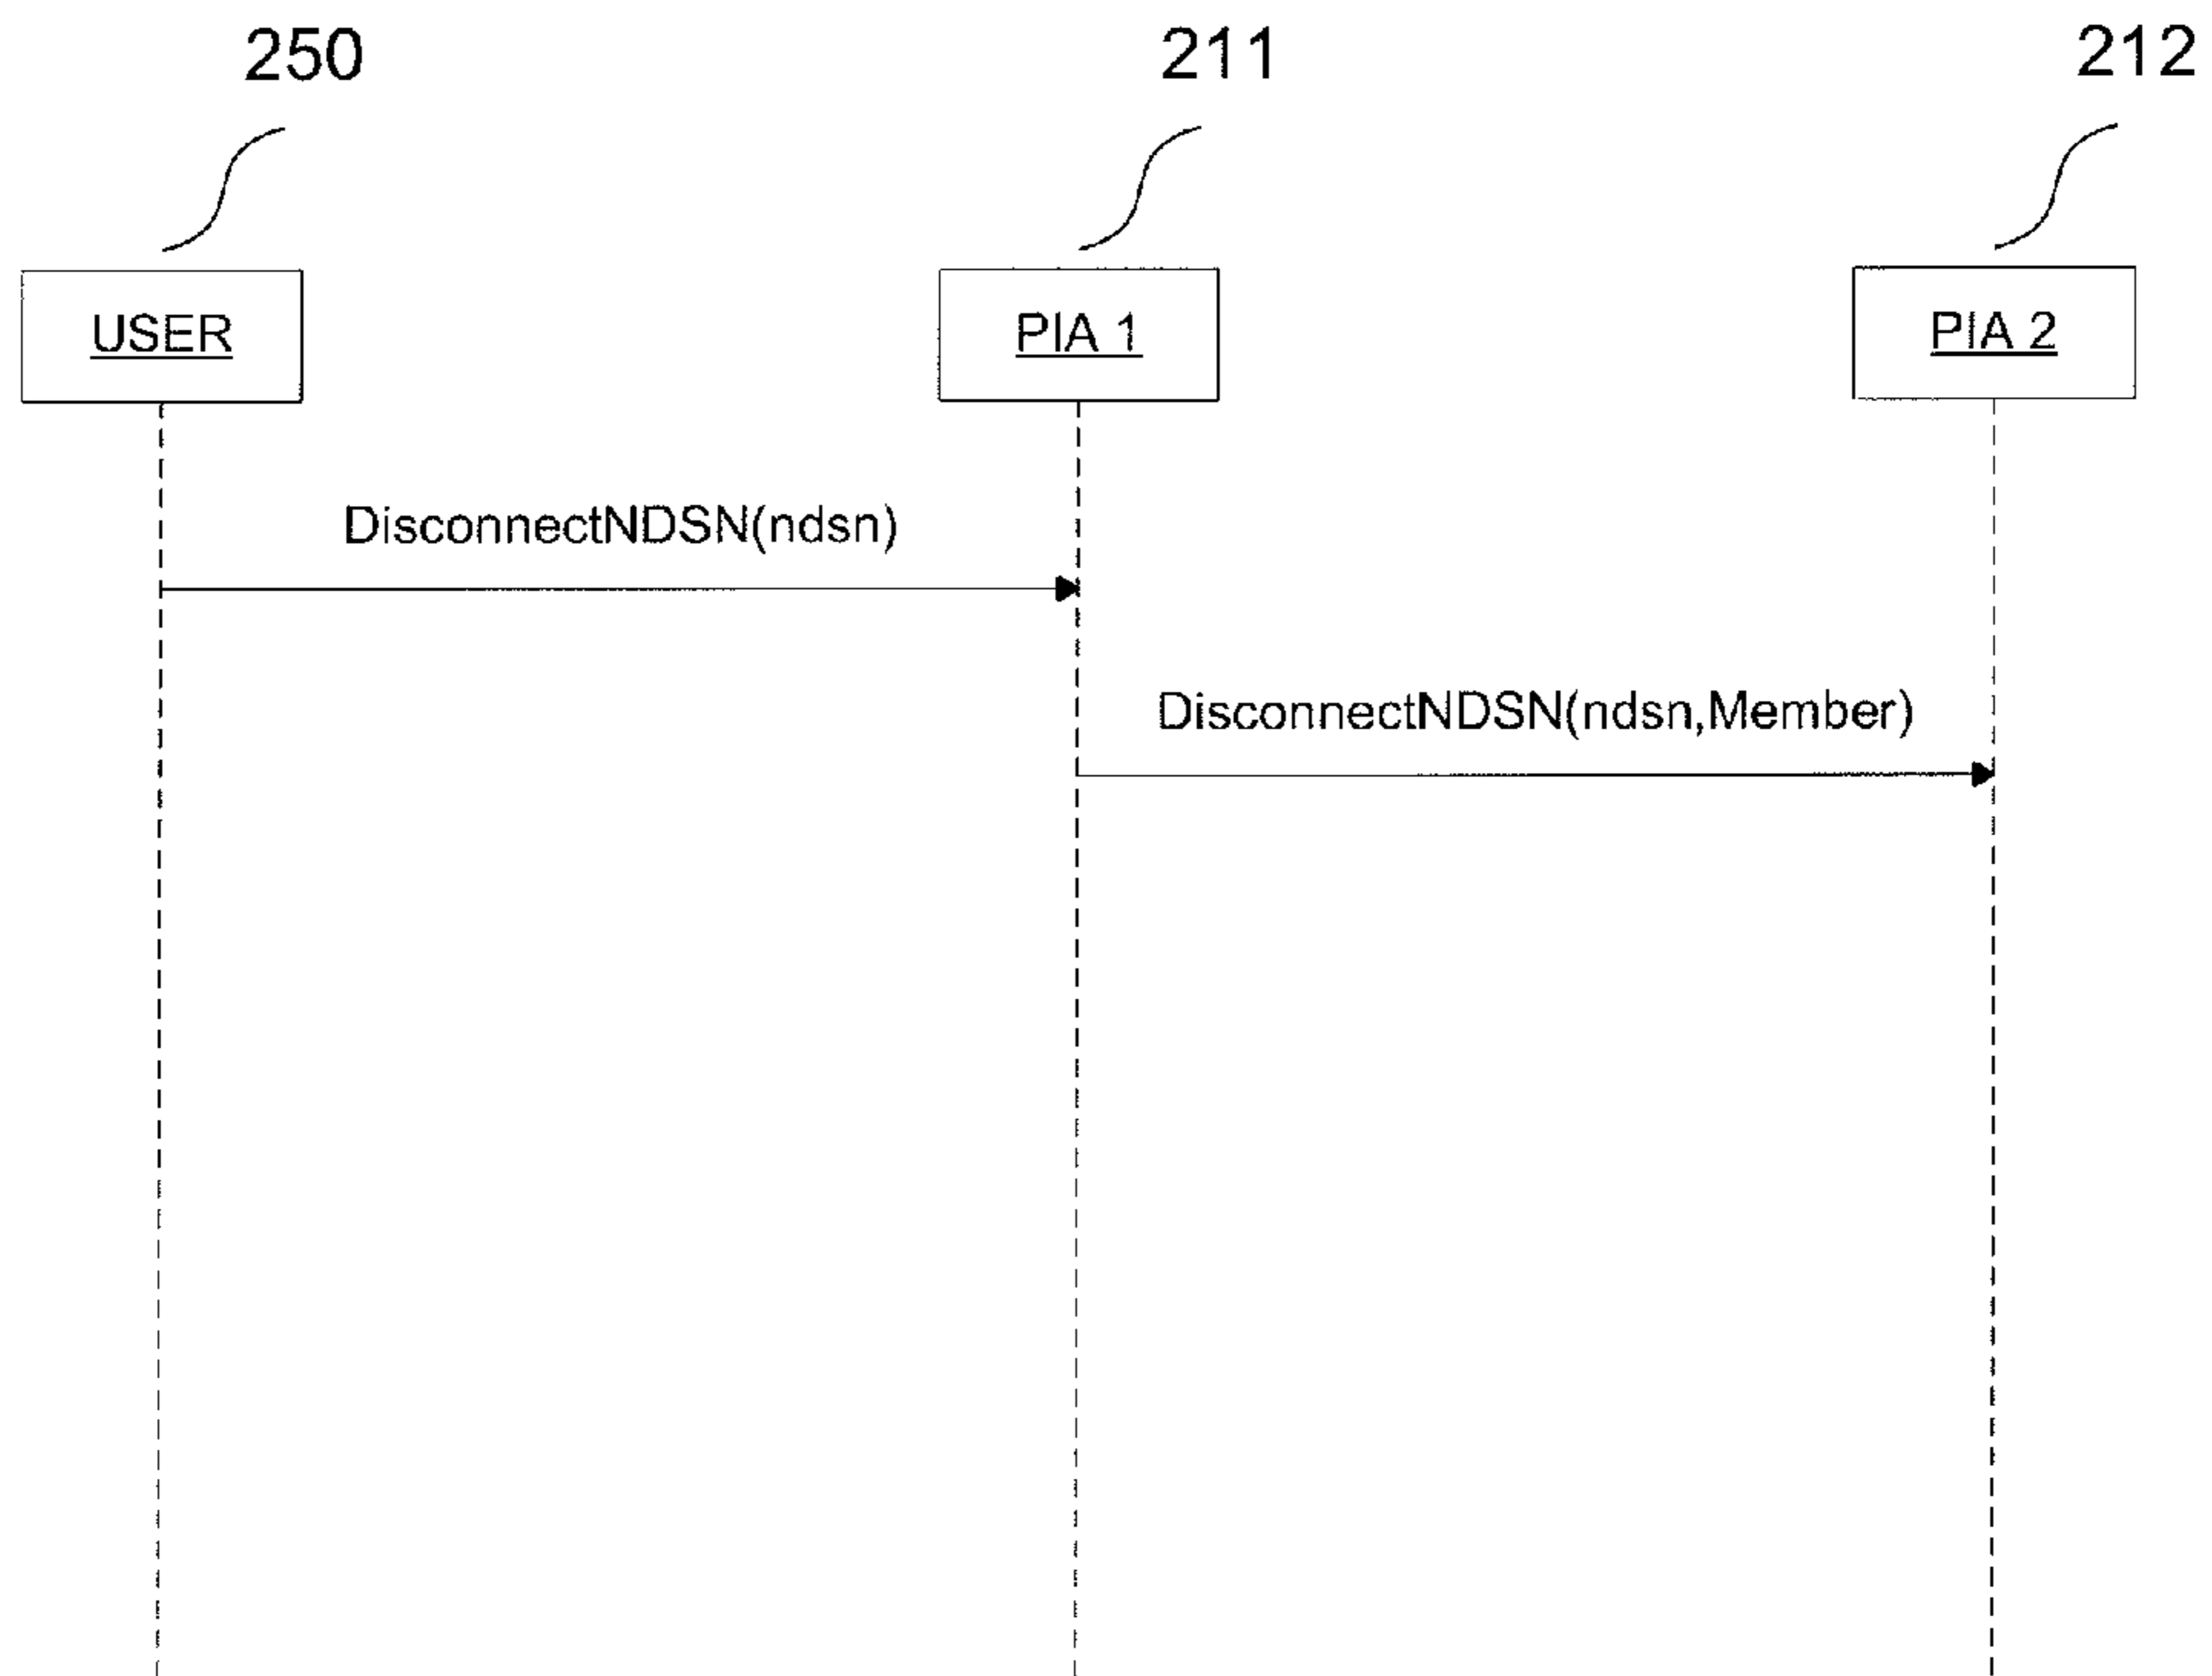 250
211
212
USER
PIA 1
PIA 2
DisconnectNDSN(ndsn)
DisconnectNDSN(ndsn,Member)